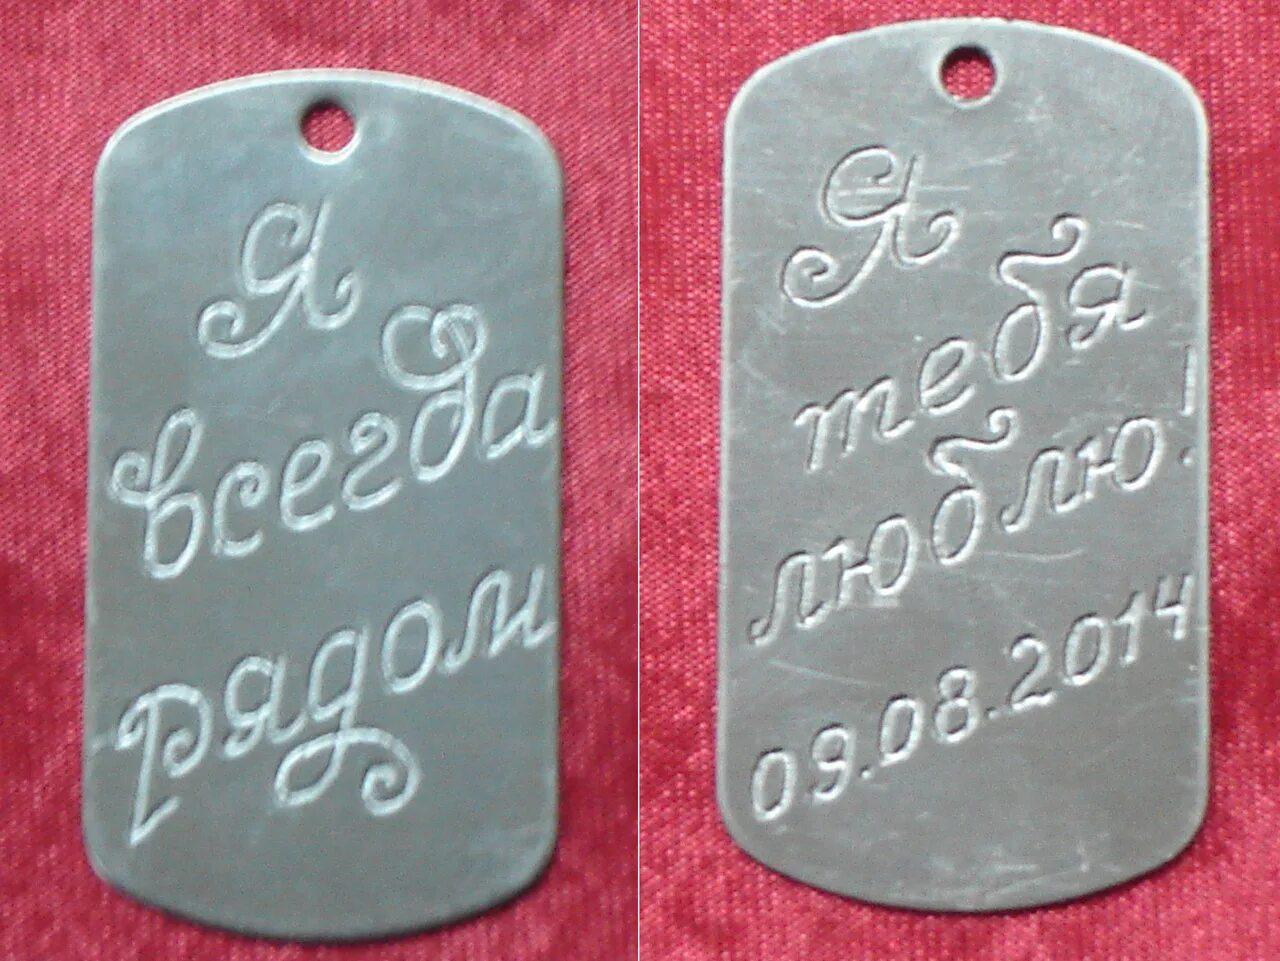 Я
всегда
рядом
Я
тебя
люблю!
09.08.2014